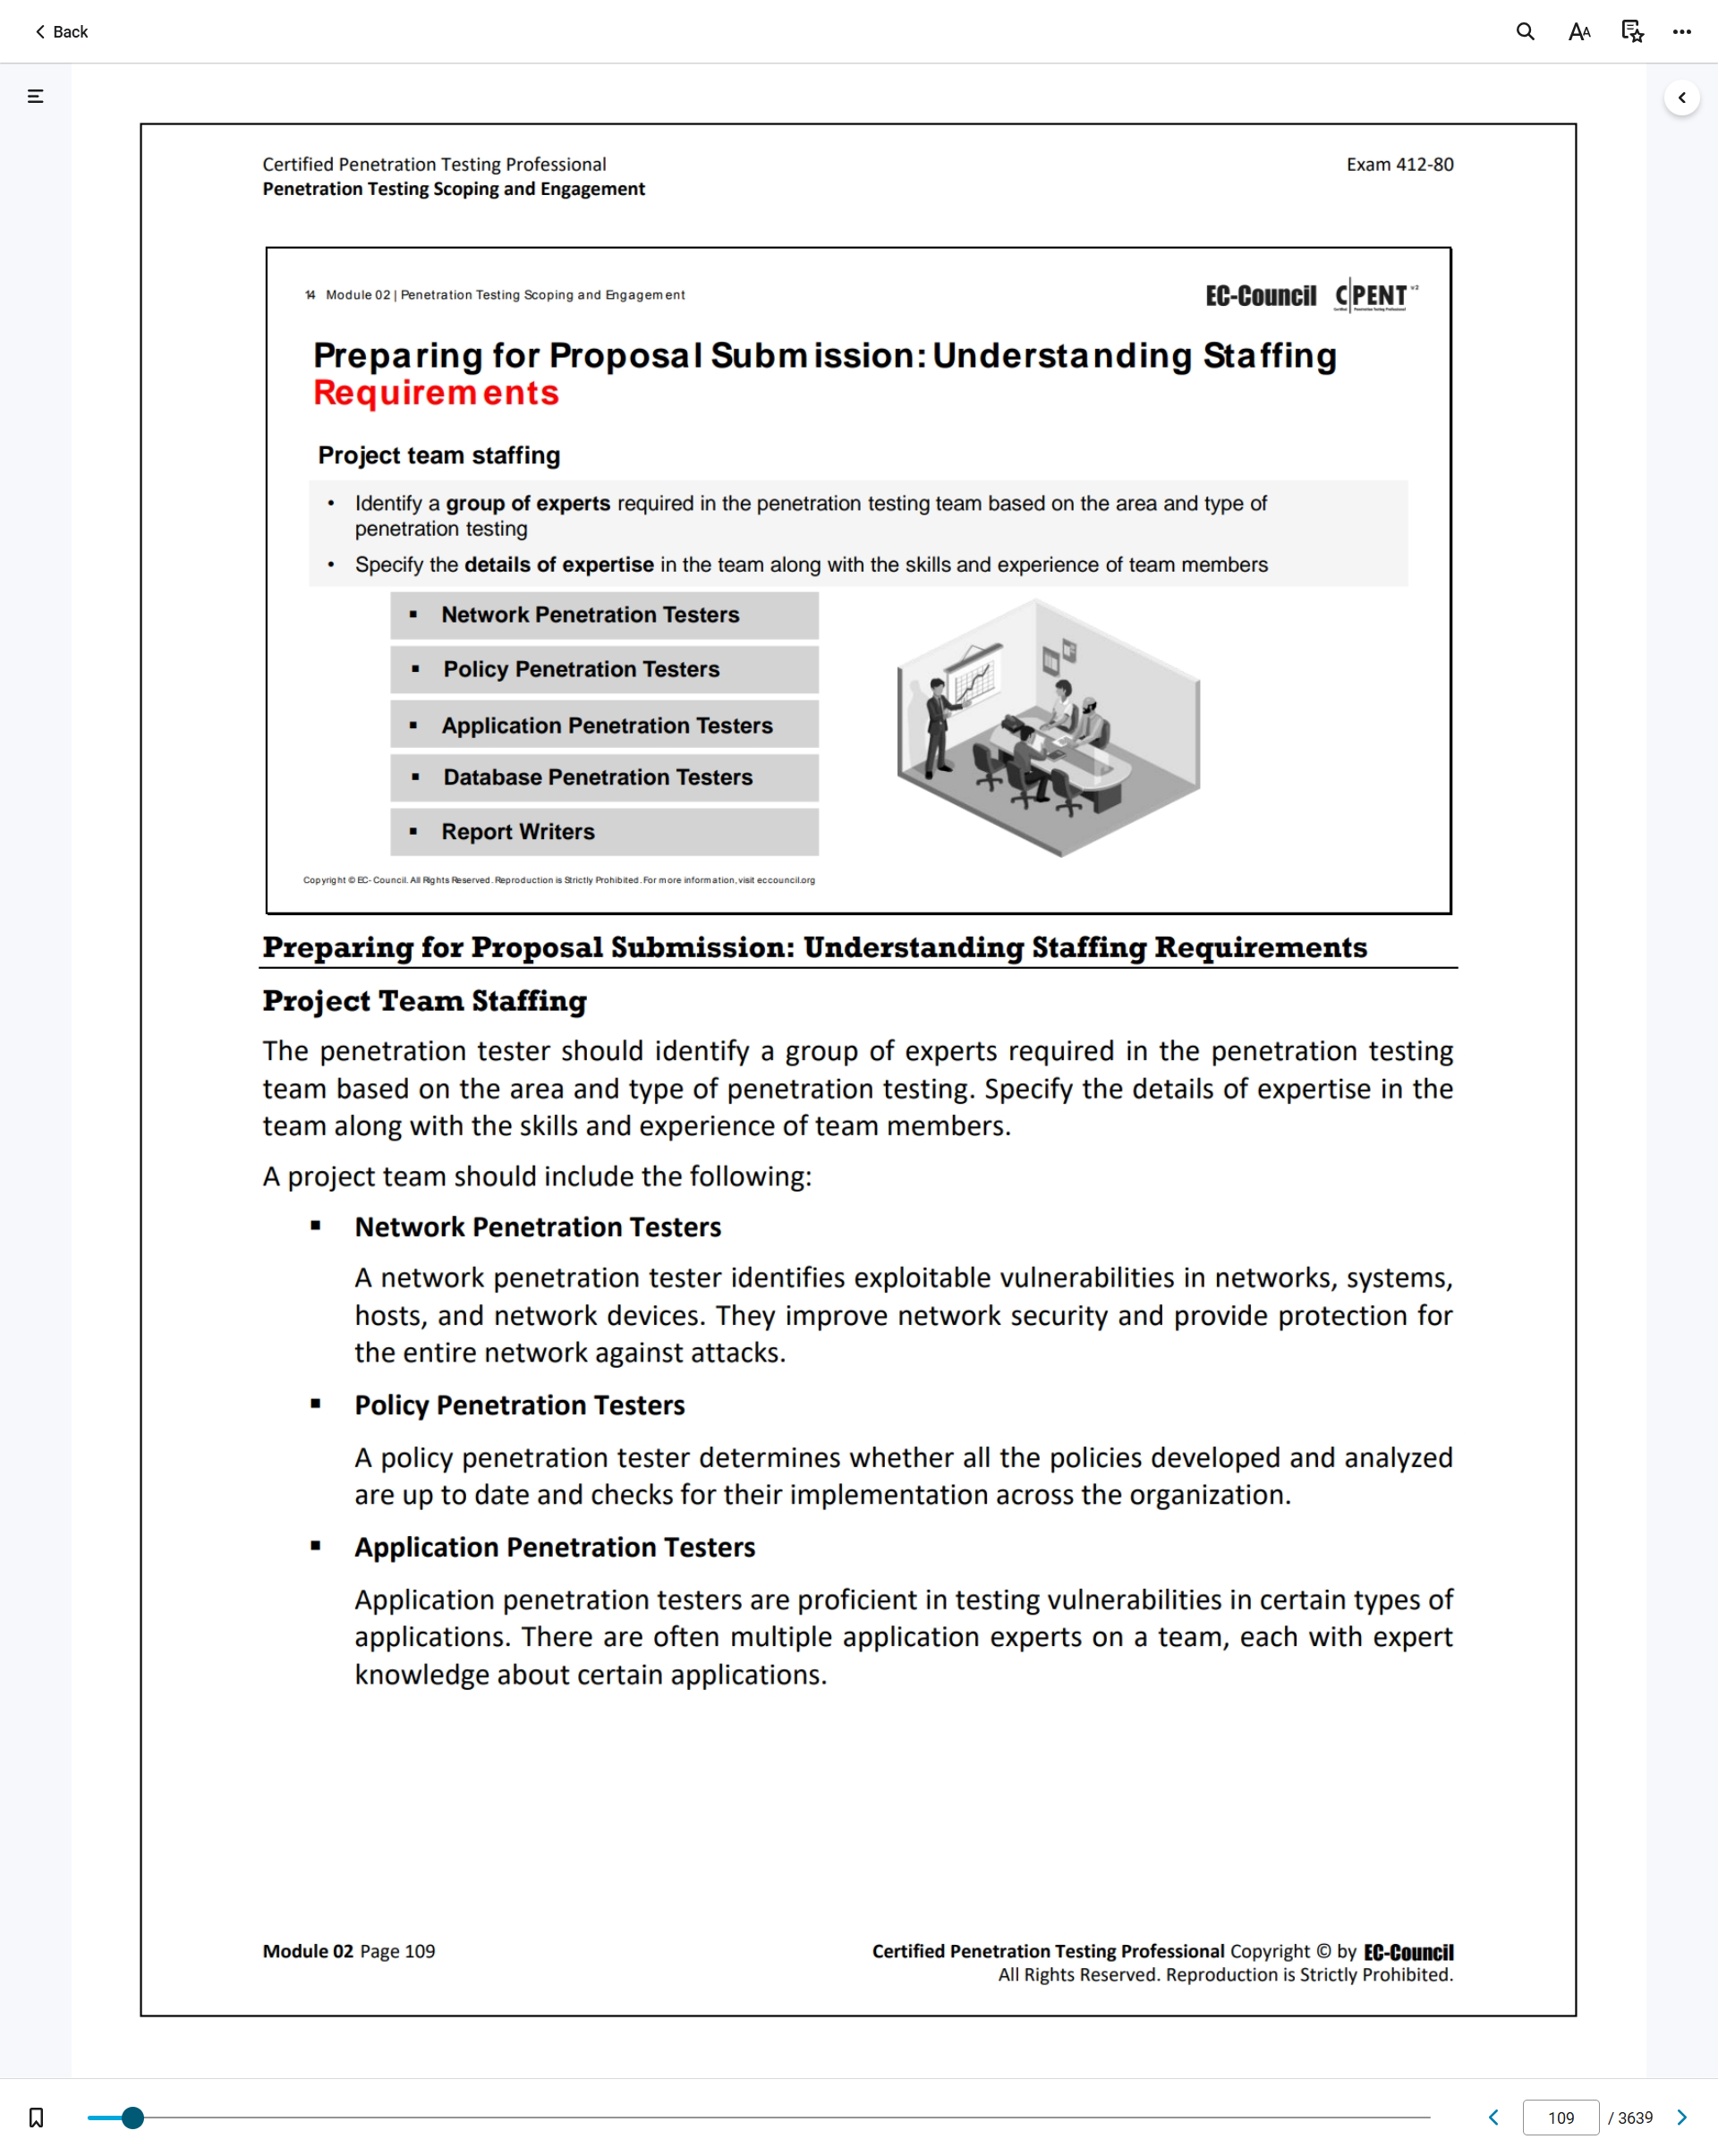 Back
Certified Penetration Testing Professional
Exam 412-80
Penetration Testing Scoping and Engagement
14 Module 02 | Penetration Testing Scoping and Engagement
EC-Council CPENT v2
Preparing for Proposal Submission: Understanding Staffing
Requirements
Project team staffing
• Identify a group of experts required in the penetration testing team based on the area and type of
penetration testing
• Specify the details of expertise in the team along with the skills and experience of team members
▪ Network Penetration Testers
▪ Policy Penetration Testers
▪ Application Penetration Testers
▪ Database Penetration Testers
▪ Report Writers
Copyright © EC-Council. All Rights Reserved. Reproduction is Strictly Prohibited. For more information, visit eccouncil.org
Preparing for Proposal Submission: Understanding Staffing Requirements
Project Team Staffing
The penetration tester should identify a group of experts required in the penetration testing
team based on the area and type of penetration testing. Specify the details of expertise in the
team along with the skills and experience of team members.
A project team should include the following:
▪ Network Penetration Testers
A network penetration tester identifies exploitable vulnerabilities in networks, systems,
hosts, and network devices. They improve network security and provide protection for
the entire network against attacks.
▪ Policy Penetration Testers
A policy penetration tester determines whether all the policies developed and analyzed
are up to date and checks for their implementation across the organization.
▪ Application Penetration Testers
Application penetration testers are proficient in testing vulnerabilities in certain types of
applications. There are often multiple application experts on a team, each with expert
knowledge about certain applications.
Module 02 Page 109
Certified Penetration Testing Professional Copyright © by EC-Council
All Rights Reserved. Reproduction is Strictly Prohibited.
109 / 3639